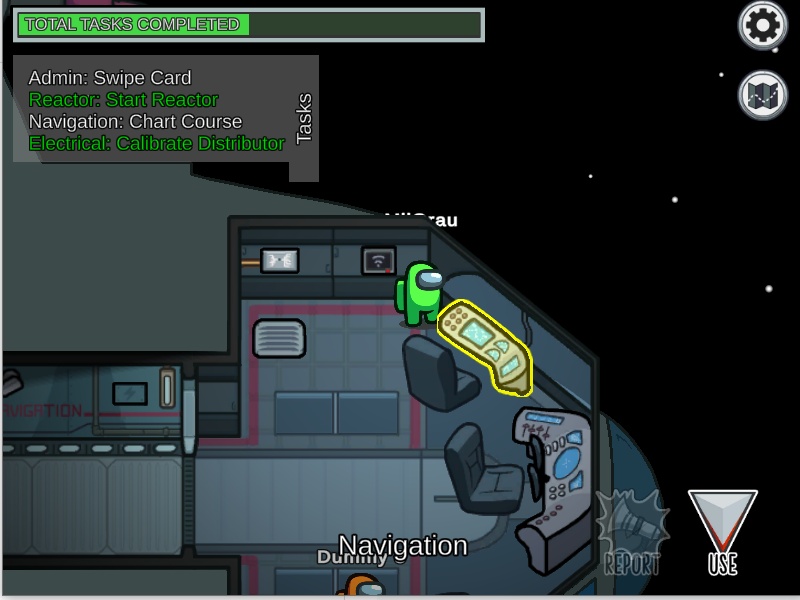 TOTAL TASKS COMPLETED
Admin: Swipe Card
Reactor: Start Reactor
Navigation: Chart Course
Electrical: Calibrate Distributor
Tasks
Navigation
REPORT
USE